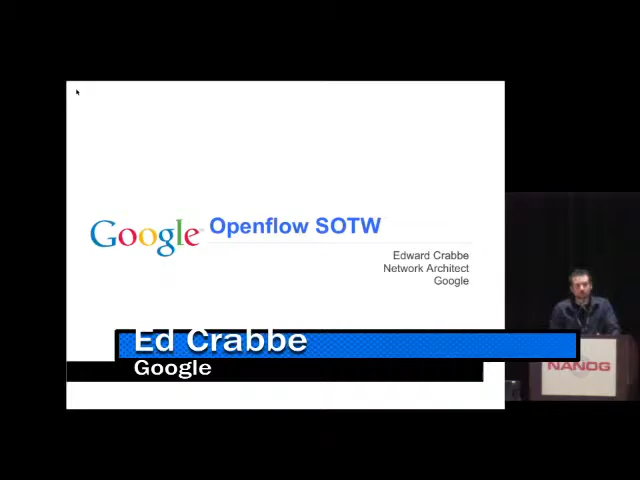 Google Openflow SOTW
Edward Crabbe
Network Architect
Google
Ed Crabbe
Google
NANOG